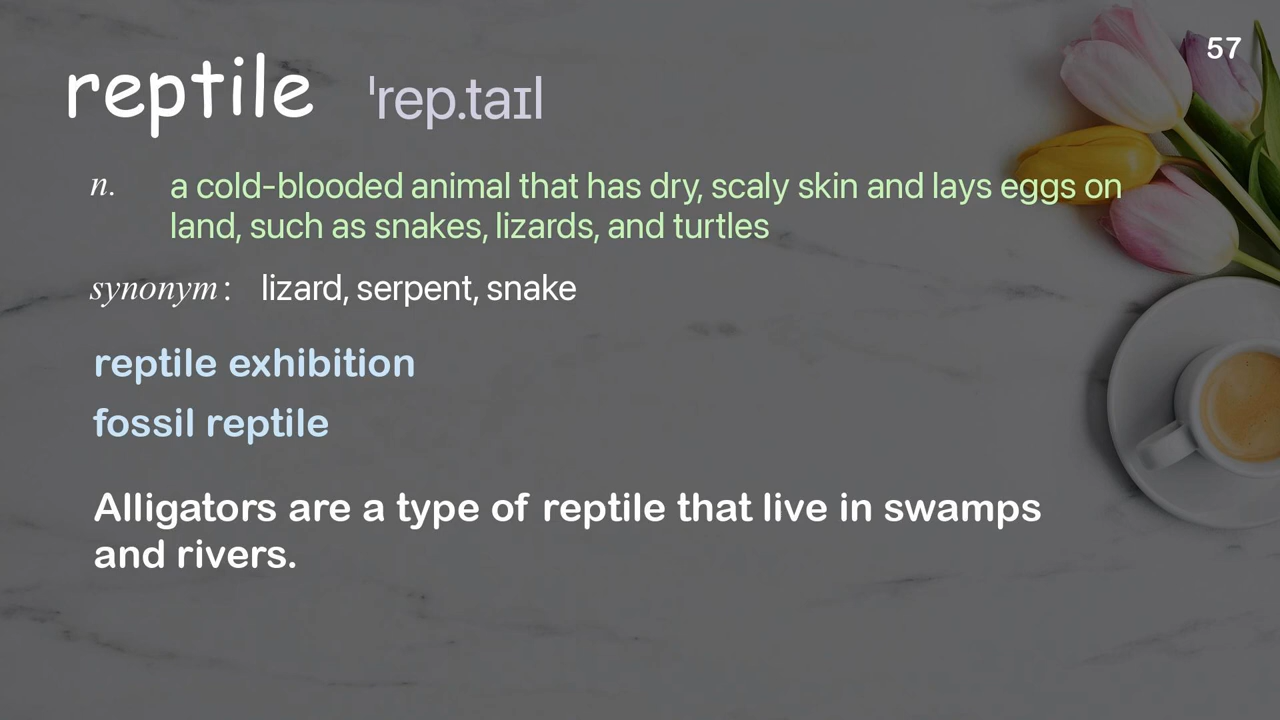 57
reptile ˈrep.taɪl
n. a cold-blooded animal that has dry, scaly skin and lays eggs on
land, such as snakes, lizards, and turtles
synonym: lizard, serpent, snake
reptile exhibition
fossil reptile
Alligators are a type of reptile that live in swamps
and rivers.